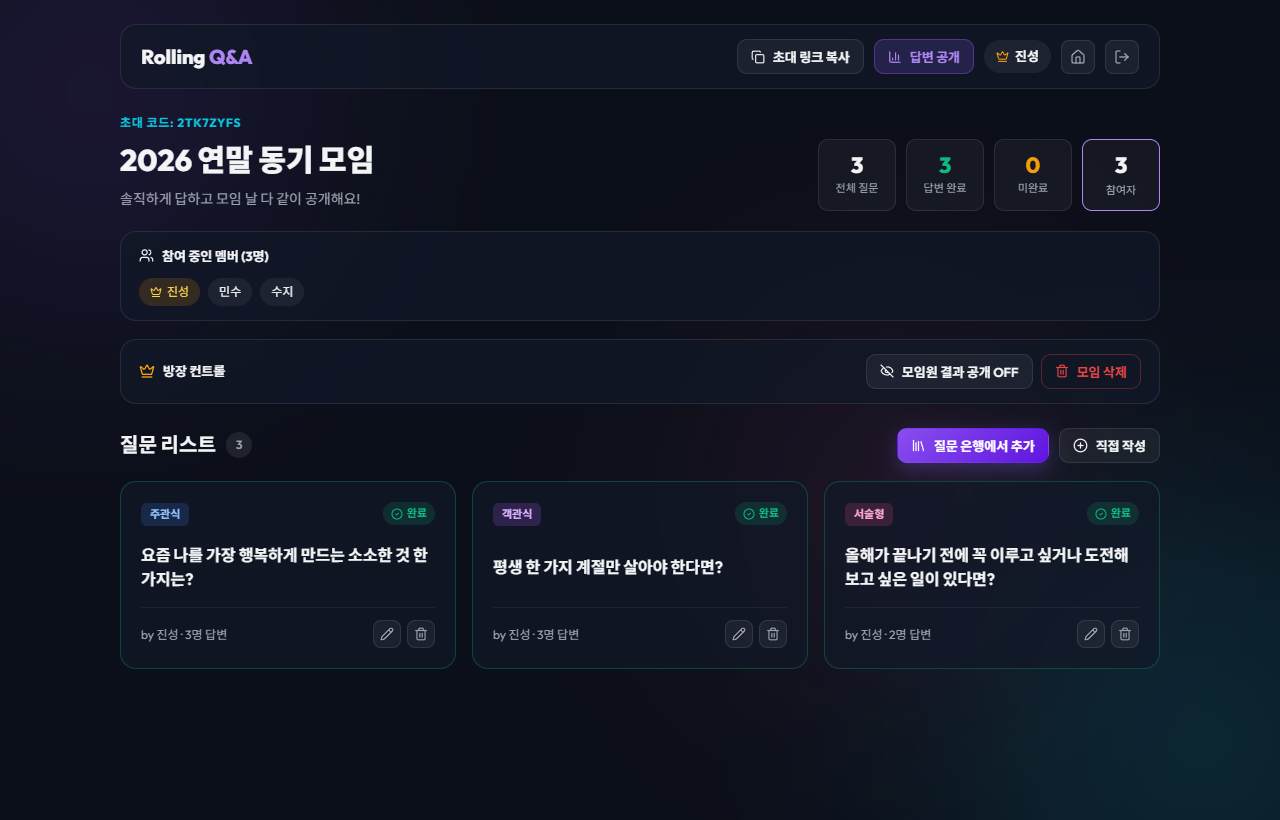 Rolling Q&A
초대 링크 복사
답변 공개
진성
초대 코드: 2TK7ZYFS
2026 연말 동기 모임
솔직하게 답하고 모임 날 다 같이 공개해요!
3
전체 질문
3
답변 완료
0
미완료
3
참여자
참여 중인 멤버 (3명)
진성
민수
수지
방장 컨트롤
모임원 결과 공개 OFF
모임 삭제
질문 리스트
3
질문 은행에서 추가
직접 작성
주관식
완료
요즘 나를 가장 행복하게 만드는 소소한 것 한
가지는?
by 진성 · 3명 답변
객관식
완료
평생 한 가지 계절만 살아야 한다면?
by 진성 · 3명 답변
서술형
완료
올해가 끝나기 전에 꼭 이루고 싶거나 도전해
보고 싶은 일이 있다면?
by 진성 · 2명 답변